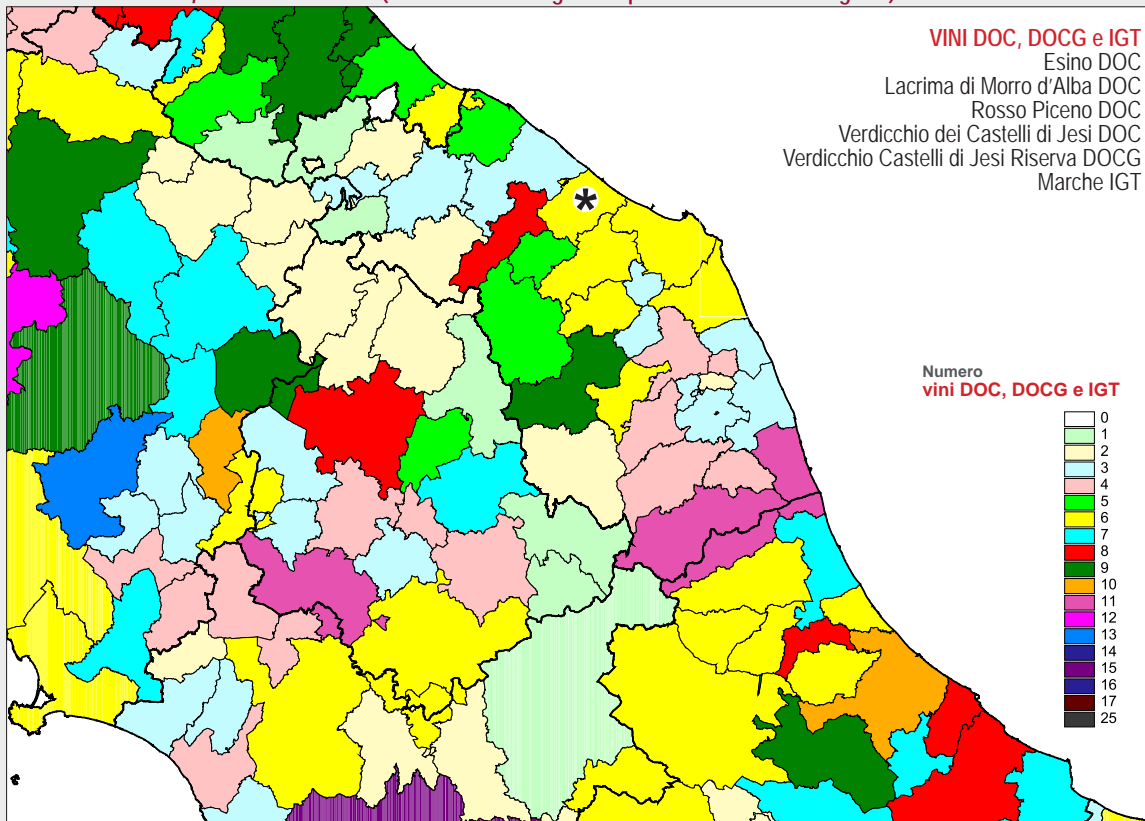 VINI DOC, DOCG e IGT
Esino DOC
Lacrima di Morro d'Alba DOC
Rosso Piceno DOC
Verdicchio dei Castelli di Jesi DOC
Verdicchio Castelli di Jesi Riserva DOCG
Marche IGT
*
Numero
vini DOC, DOCG e IGT
0
1
2
3
4
5
6
7
8
9
10
11
12
13
14
15
16
17
25